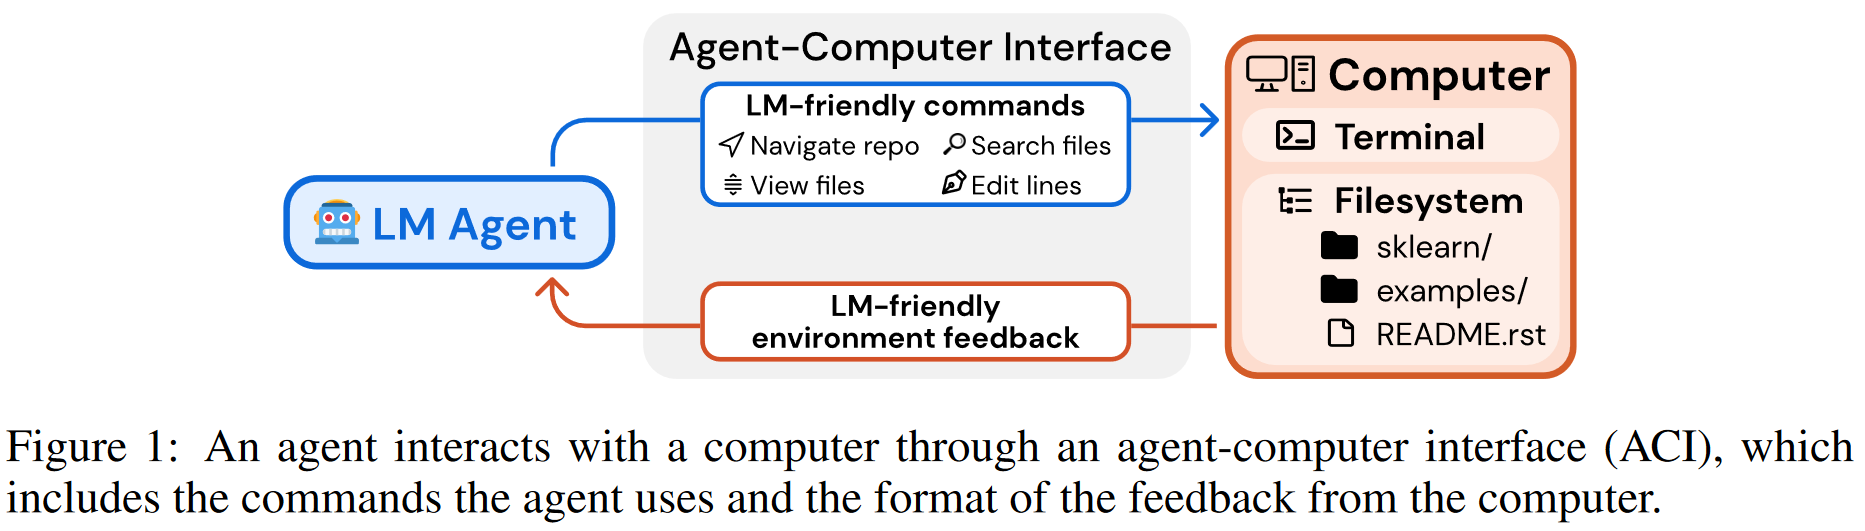 Agent-Computer Interface
LM-friendly commands
Navigate repo
Search files
View files
Edit lines
LM Agent
LM-friendly
environment feedback
Computer
Terminal
Filesystem
sklearn/
examples/
README.rst
Figure 1: An agent interacts with a computer through an agent-computer interface (ACI), which
includes the commands the agent uses and the format of the feedback from the computer.